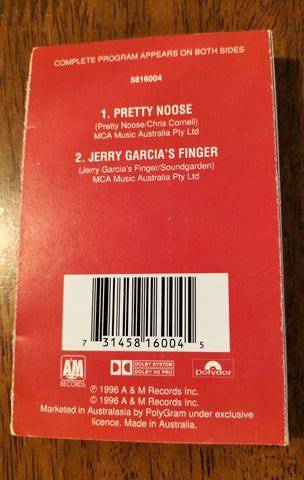 COMPLETE PROGRAM APPEARS ON BOTH SIDES
5816004
1. PRETTY NOOSE
(Pretty Noose/Chris Cornell)
MCA Music Australia Pty Ltd
2. JERRY GARCIA'S FINGER
(Jerry Garcia's Finger/Soundgarden)
MCA Music Australia Pty Ltd
7 31458 16004 5
A&M RECORDS
DOLBY SYSTEM
DOLBY HX PRO
polydor
℗ 1996 A & M Records Inc.
© 1996 A & M Records Inc.
Marketed in Australasia by PolyGram under exclusive
licence. Made in Australia.